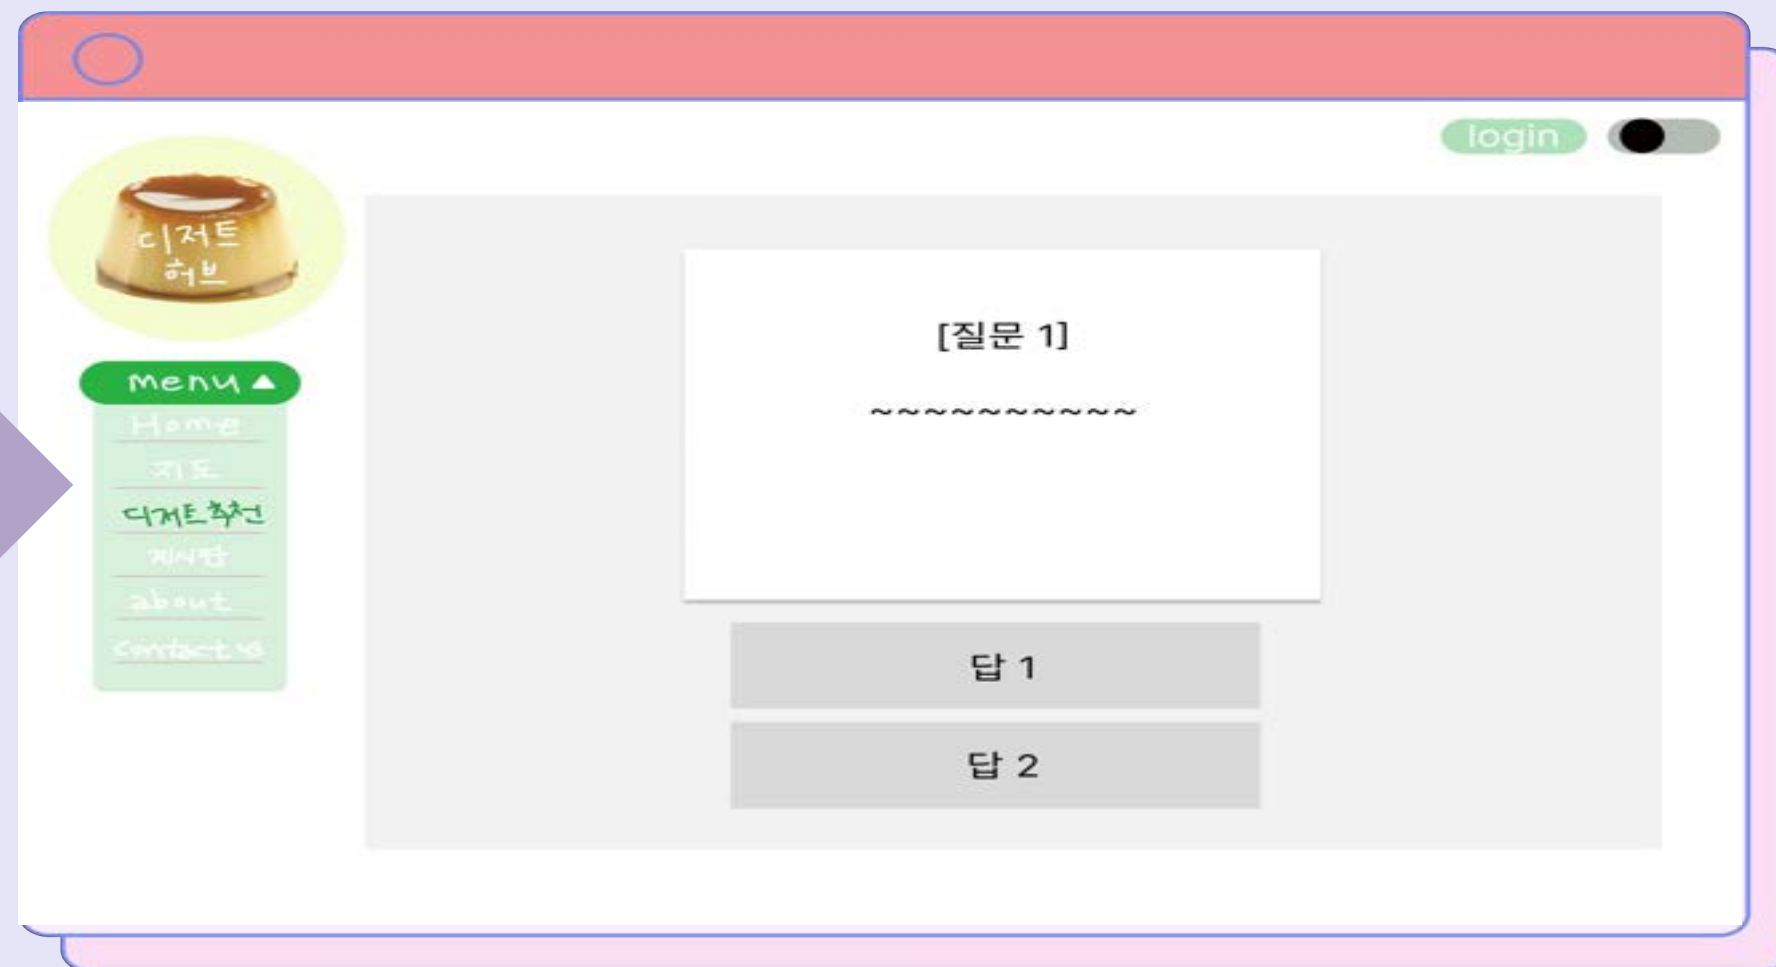 login
디저트
허브
menu ▲
Home
지도
디저트추천
게시판
about
contact us
[질문 1]
~~~~~~~~~~
답 1
답 2